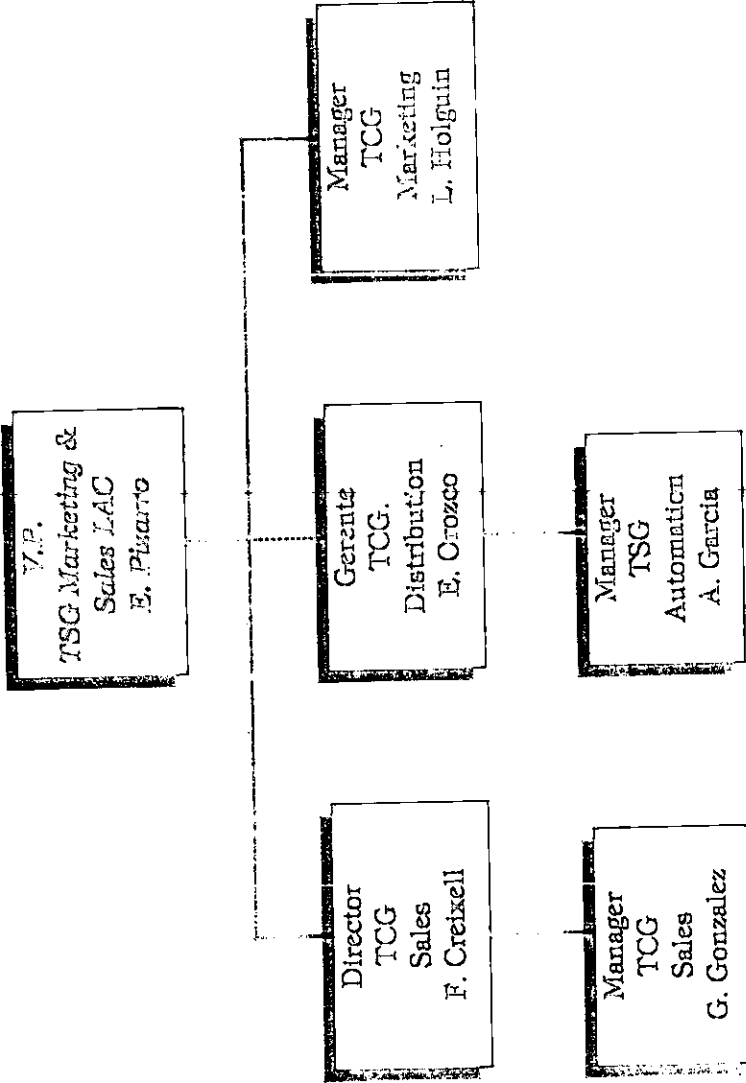 V.P.
TSG Marketing &
Sales LAC
E. Pizarro
Director
TCG
Sales
F. Creixell
Gerente
TCG.
Distribution
E. Orozco
Manager
TCG
Marketing
L. Holguin
Manager
TCG
Sales
G. Gonzalez
Manager
TSG
Automation
A. Garcia